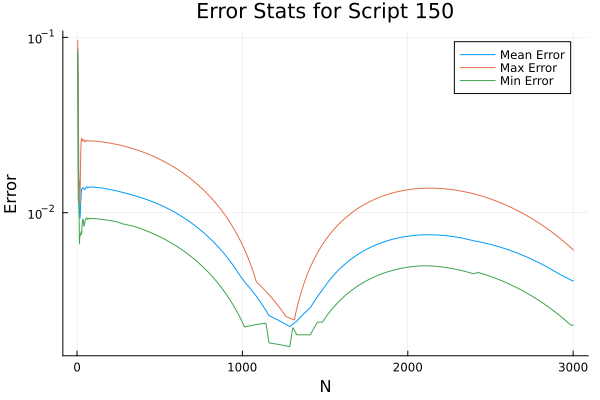 Error Stats for Script 150
10⁻¹
Mean Error
Max Error
Min Error
Error
10⁻²
0
1000
2000
3000
N